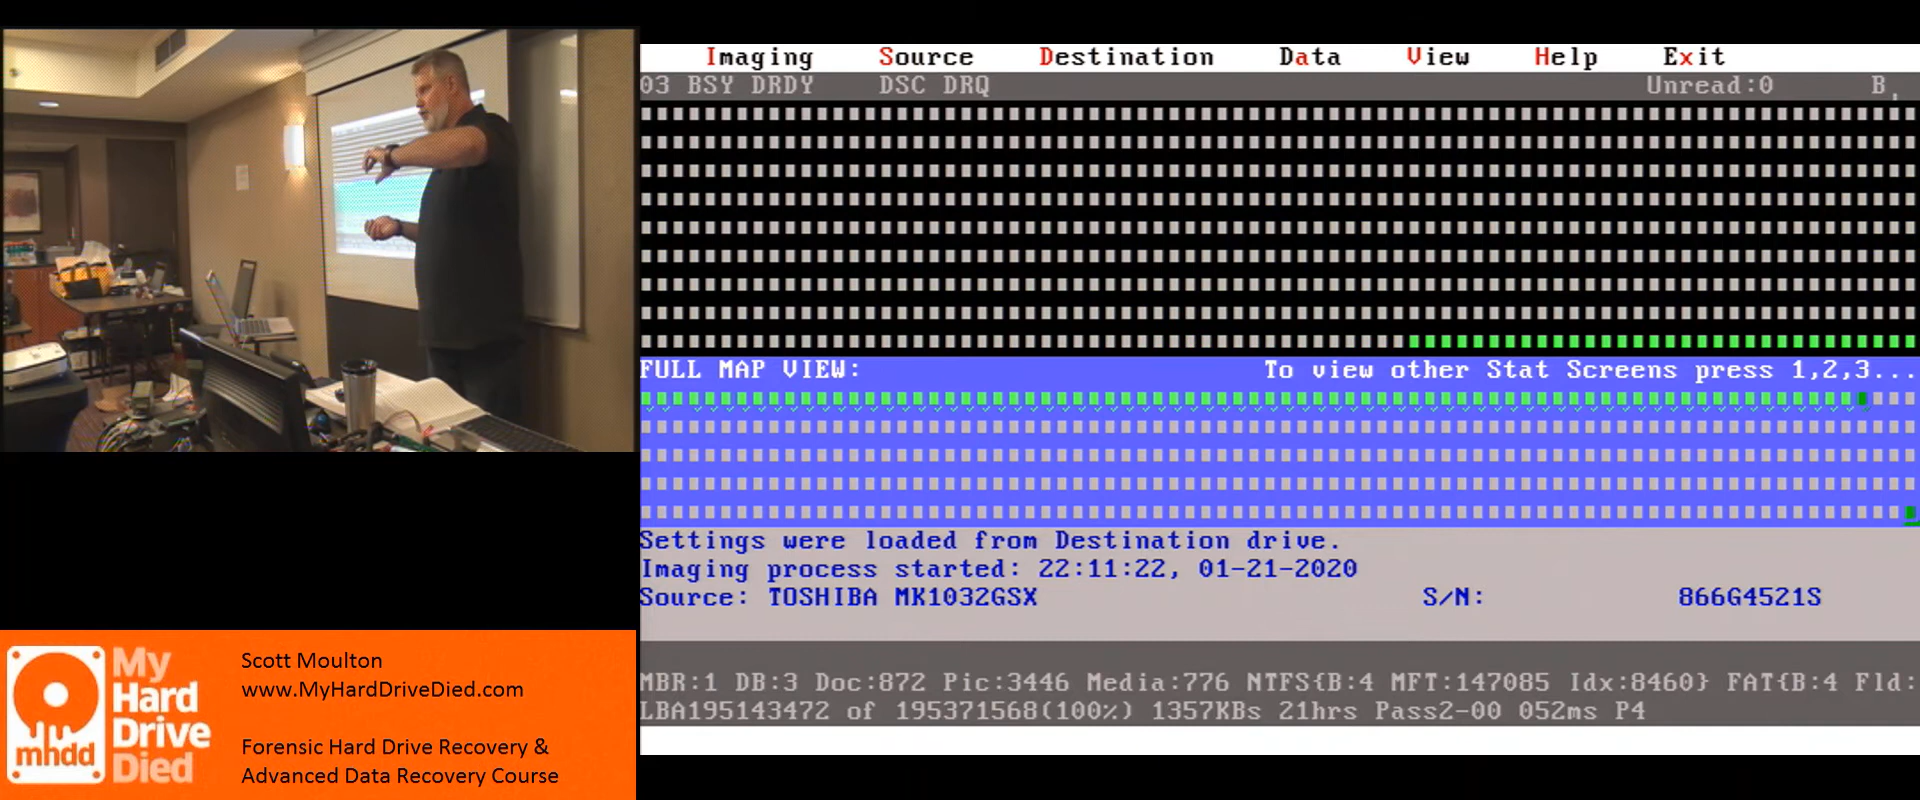 Imaging Source Destination Data View Help Exit
03 BSY DRDY DSC DRQ Unread:0 B,
FULL MAP VIEW: To view other Stat Screens press 1,2,3...
Settings were loaded from Destination drive.
Imaging process started: 22:11:22, 01-21-2020
Source: TOSHIBA MK1032GSX S/N: 866G4521S
MBR:1 DB:3 Doc:872 Pic:3446 Media:776 NTFS{B:4 MFT:147085 Idx:8460} FAT{B:4 Fld:
LBA195143472 of 195371568(100%) 1357KBs 21hrs Pass2-00 052ms P4
My
Hard
Drive
Died
mhdd
Scott Moulton
www.MyHardDriveDied.com
Forensic Hard Drive Recovery &
Advanced Data Recovery Course